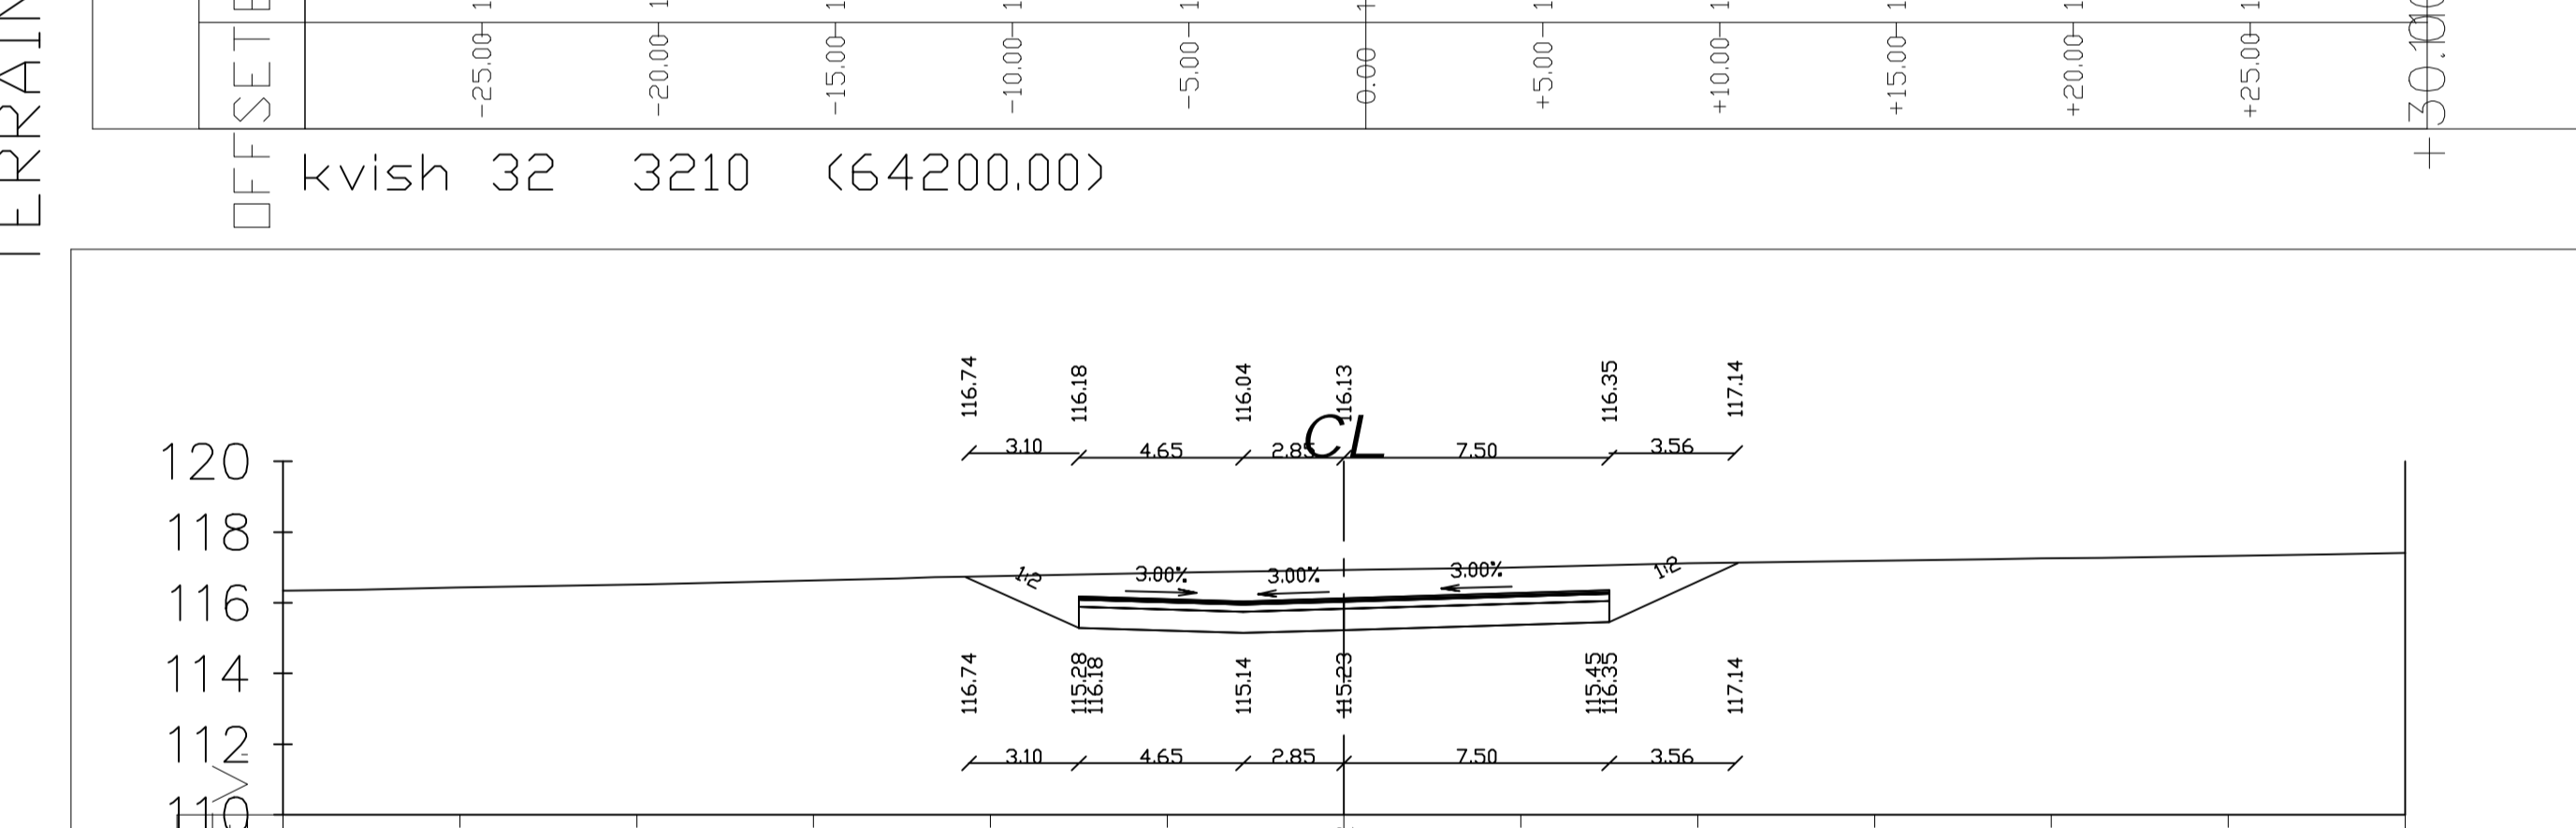 TERRAIN
OFFSET
-25.00 -20.00 -15.00 -10.00 -5.00 0.00 +5.00 +10.00 +15.00 +20.00 +25.00
kvish 32 3210 (64200.00)
116.74 116.18 116.04 116.13 116.35 117.14
CL
3.10 4.65 2.85 7.50 3.56
120
118
1:2 3.00% 3.00% 3.00% 1:2
116
114
116.74 115.28 116.18 115.14 115.23 115.45 116.35 117.14
112
3.10 4.65 2.85 7.50 3.56
110